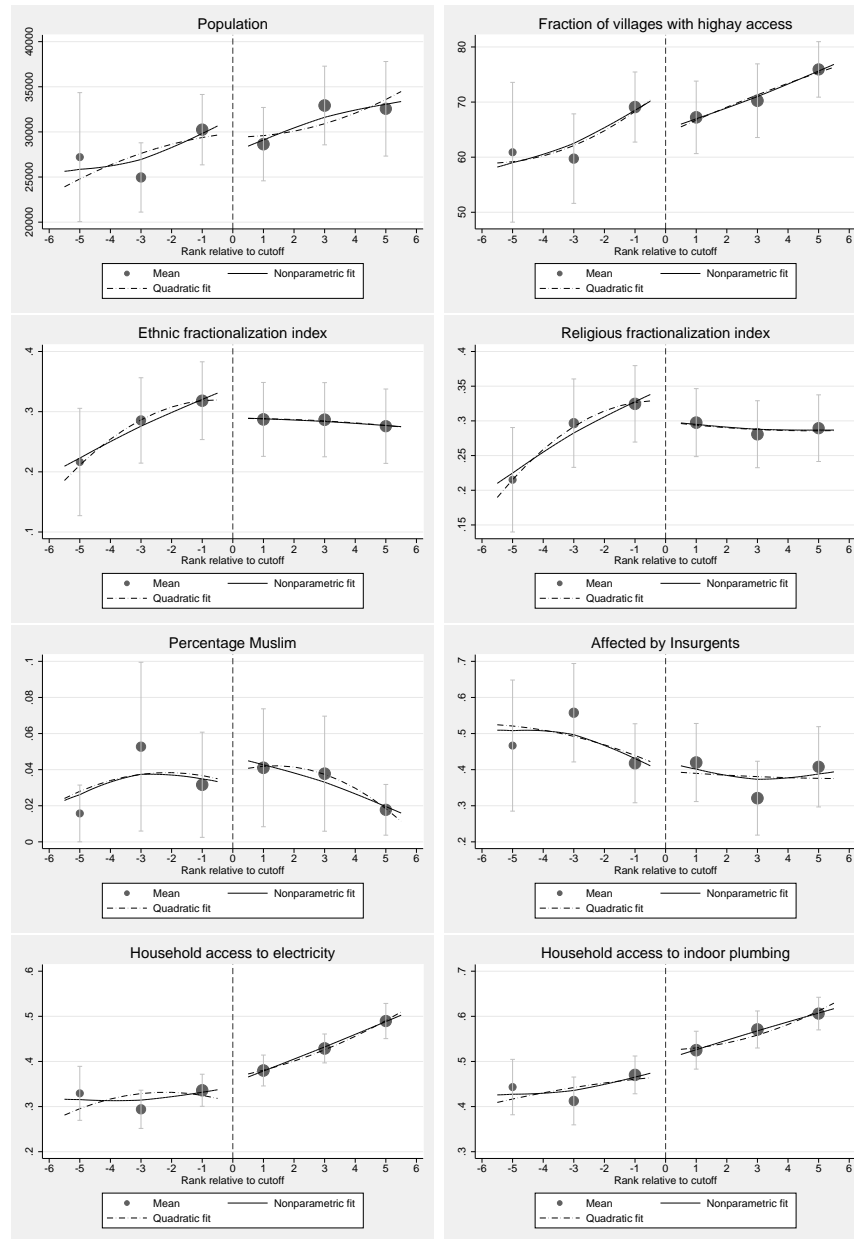 Population
40000
35000
30000
25000
20000
-6 -5 -4 -3 -2 -1 0 1 2 3 4 5 6
Rank relative to cutoff
Mean Nonparametric fit
Quadratic fit
Fraction of villages with highay access
80
70
60
50
-6 -5 -4 -3 -2 -1 0 1 2 3 4 5 6
Rank relative to cutoff
Mean Nonparametric fit
Quadratic fit
Ethnic fractionalization index
.4
.3
.2
.1
-6 -5 -4 -3 -2 -1 0 1 2 3 4 5 6
Rank relative to cutoff
Mean Nonparametric fit
Quadratic fit
Religious fractionalization index
.4
.35
.3
.25
.2
.15
-6 -5 -4 -3 -2 -1 0 1 2 3 4 5 6
Rank relative to cutoff
Mean Nonparametric fit
Quadratic fit
Percentage Muslim
.1
.08
.06
.04
.02
0
-6 -5 -4 -3 -2 -1 0 1 2 3 4 5 6
Rank relative to cutoff
Mean Nonparametric fit
Quadratic fit
Affected by Insurgents
.7
.6
.5
.4
.3
.2
-6 -5 -4 -3 -2 -1 0 1 2 3 4 5 6
Rank relative to cutoff
Mean Nonparametric fit
Quadratic fit
Household access to electricity
.6
.5
.4
.3
.2
-6 -5 -4 -3 -2 -1 0 1 2 3 4 5 6
Rank relative to cutoff
Mean Nonparametric fit
Quadratic fit
Household access to indoor plumbing
.7
.6
.5
.4
.3
-6 -5 -4 -3 -2 -1 0 1 2 3 4 5 6
Rank relative to cutoff
Mean Nonparametric fit
Quadratic fit